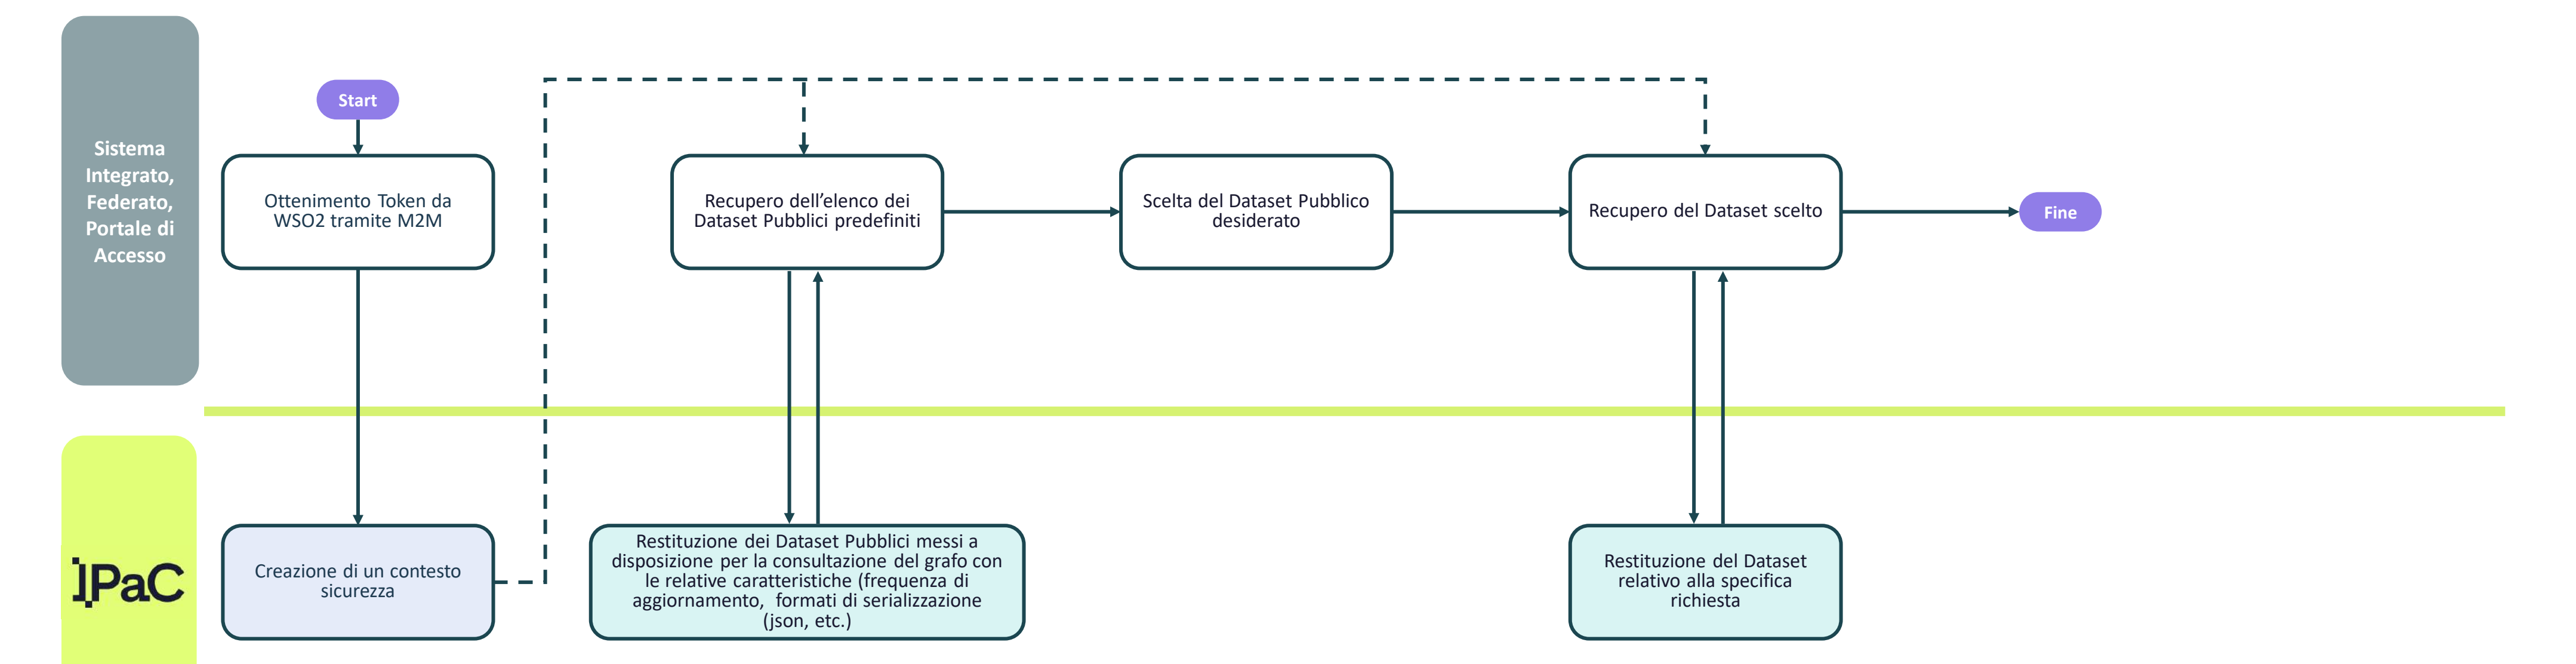 Sistema
Integrato,
Federato,
Portale di
Accesso
Start
Ottenimento Token da
WSO2 tramite M2M
Recupero dell’elenco dei
Dataset Pubblici predefiniti
Scelta del Dataset Pubblico
desiderato
Recupero del Dataset scelto
Fine
IPaC
Creazione di un contesto
sicurezza
Restituzione dei Dataset Pubblici messi a
disposizione per la consultazione del grafo con
le relative caratteristiche (frequenza di
aggiornamento, formati di serializzazione
(json, etc.)
Restituzione del Dataset
relativo alla specifica
richiesta